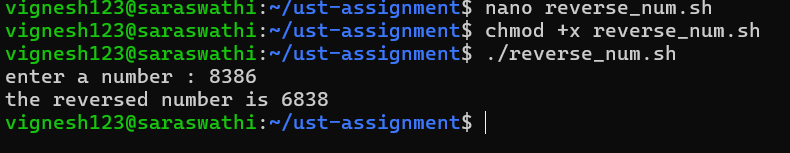 vignesh123@saraswathi:~/ust-assignment$ nano reverse_num.sh
vignesh123@saraswathi:~/ust-assignment$ chmod +x reverse_num.sh
vignesh123@saraswathi:~/ust-assignment$ ./reverse_num.sh
enter a number : 8386
the reversed number is 6838
vignesh123@saraswathi:~/ust-assignment$